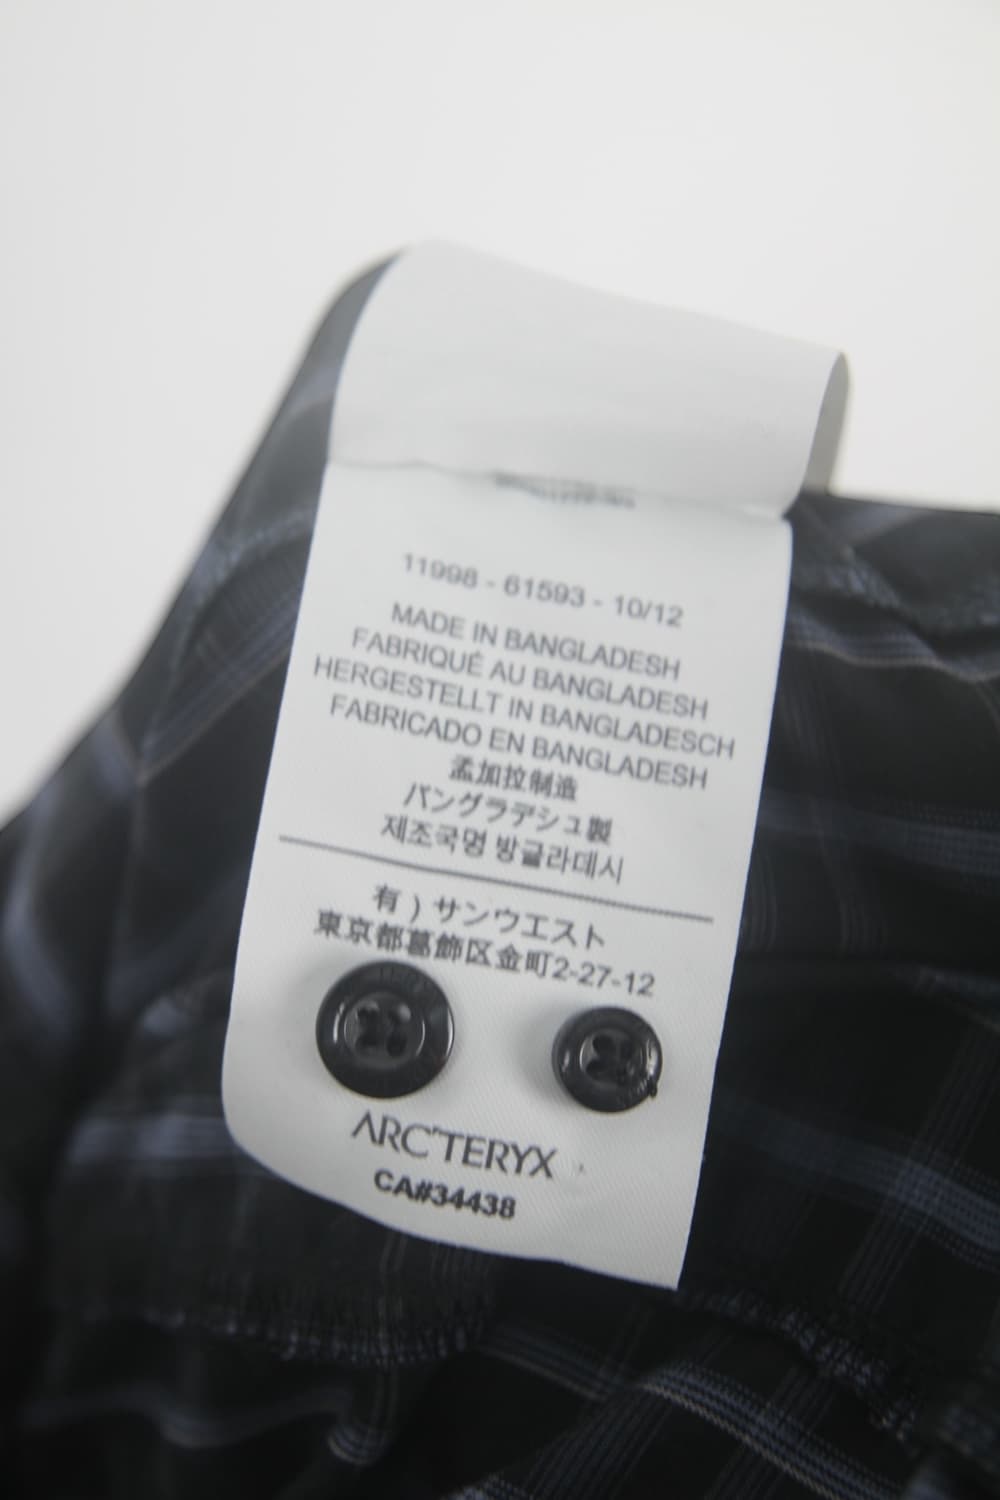 11998 - 61593 - 10/12
MADE IN BANGLADESH
FABRIQUÉ AU BANGLADESH
HERGESTELLT IN BANGLADESCH
FABRICADO EN BANGLADESH
孟加拉制造
バングラデシュ製
제조국명 방글라데시
有）サンウエスト
東京都葛飾区金町2-27-12
ARC'TERYX
CA#34438